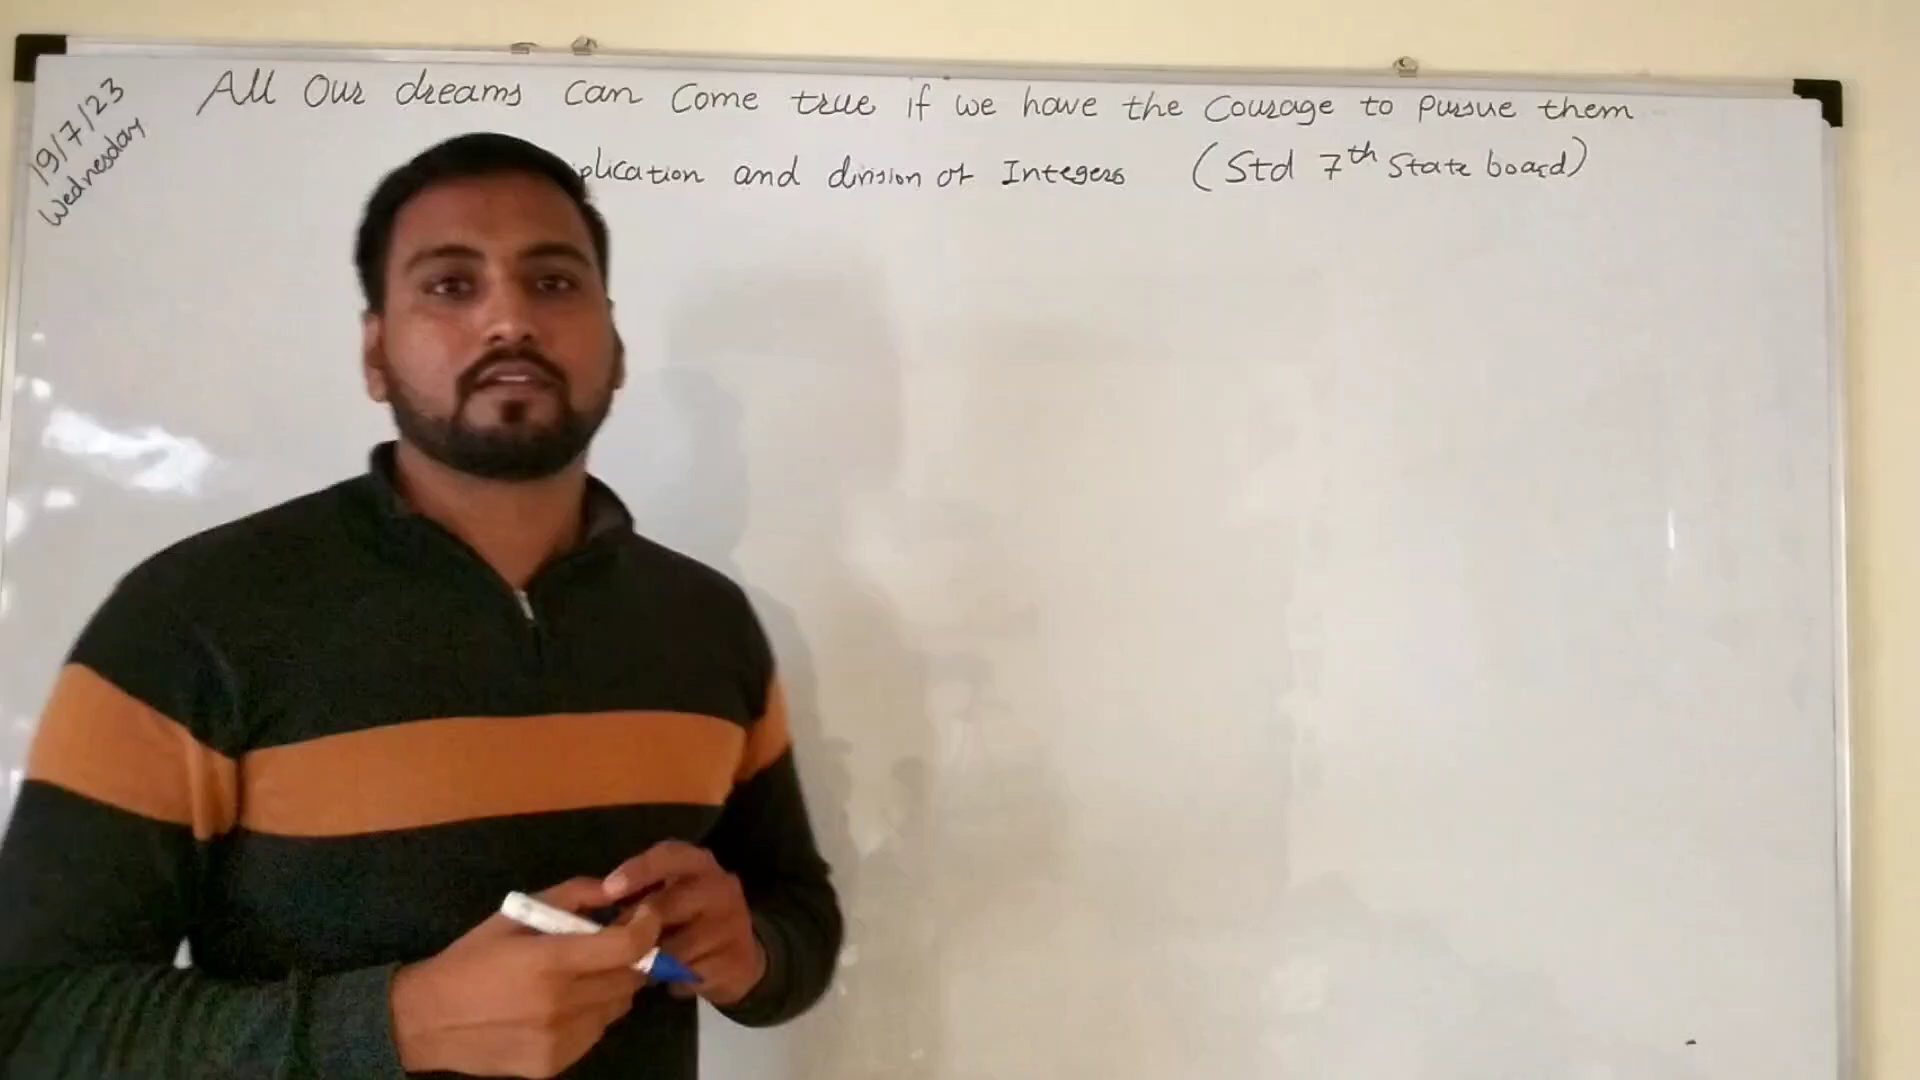 19/7/23
Wednesday
All Our dreams can Come true if we have the Courage to pursue them
plication and division of Integers (Std 7th State board)